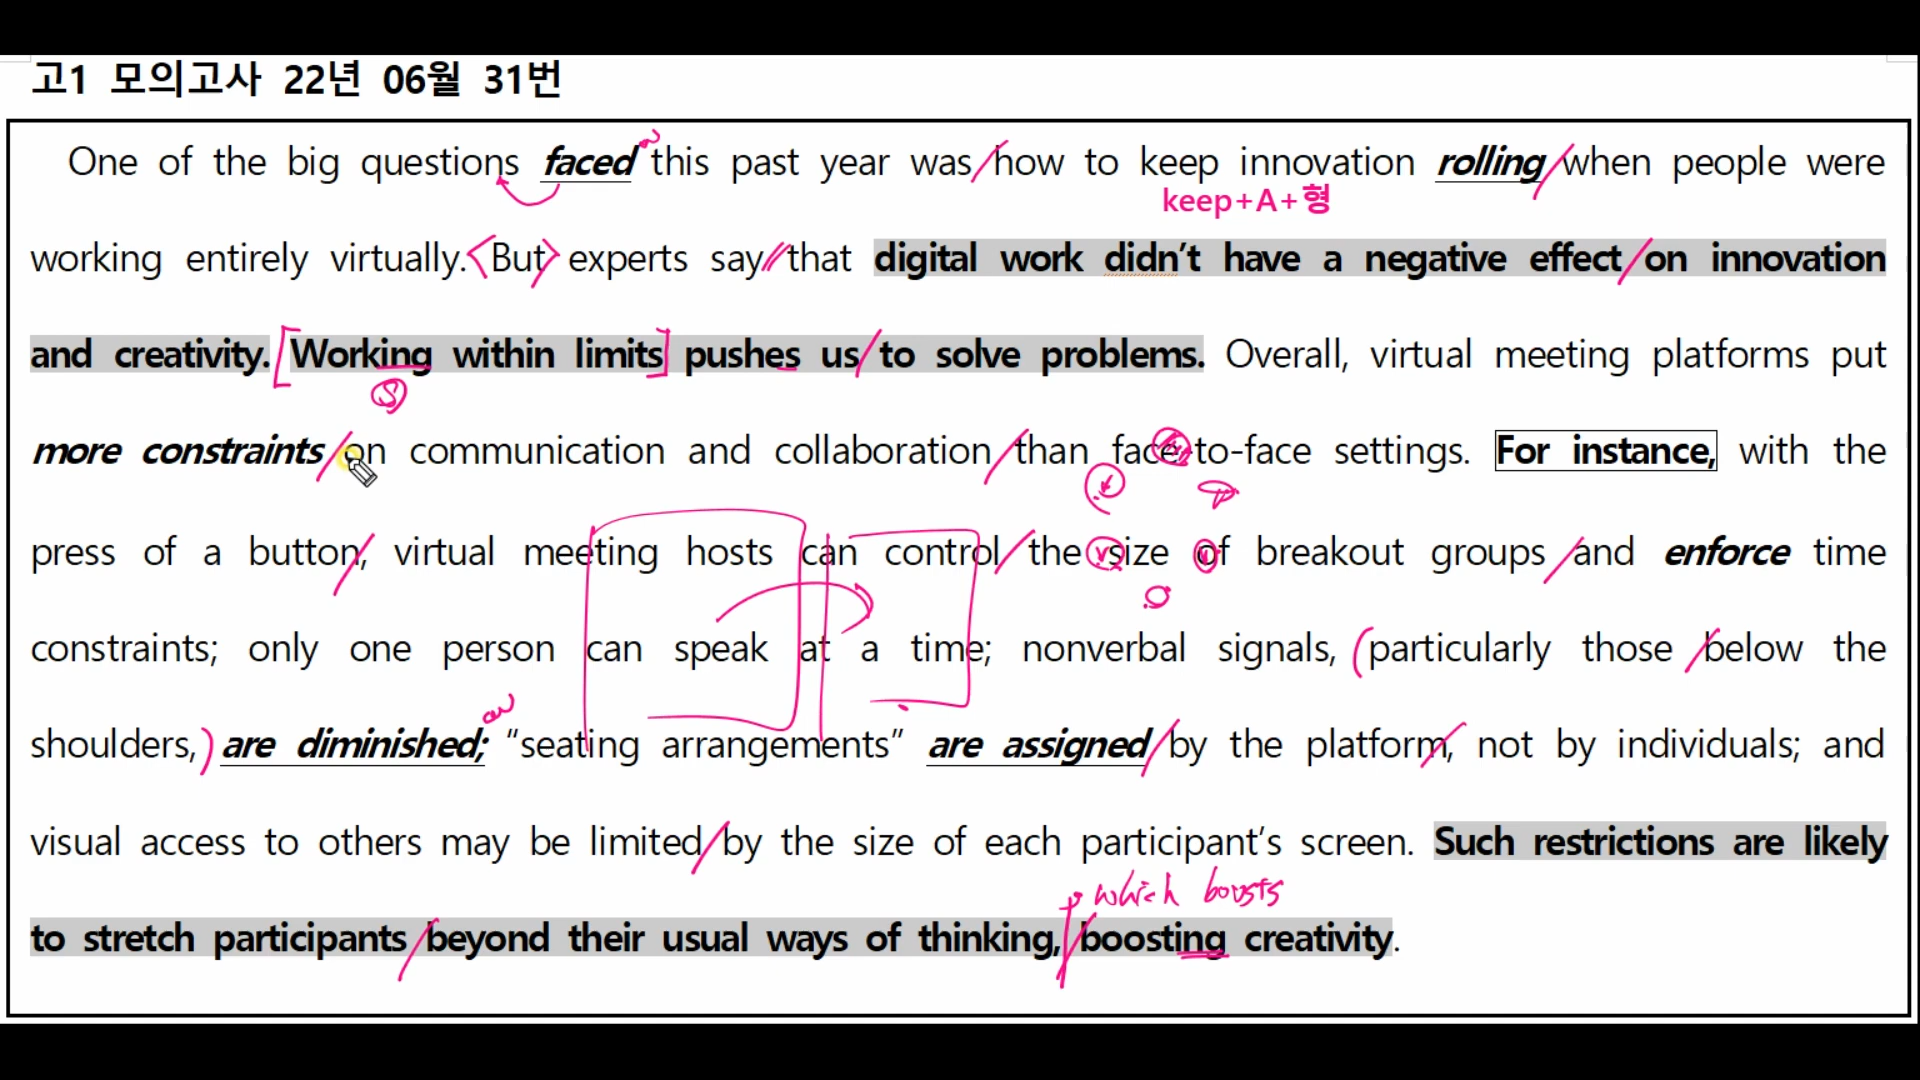 고1 모의고사 22년 06월 31번
One of the big questions faced this past year was how to keep innovation rolling when people were
keep+A+형
working entirely virtually. But experts say that digital work didn't have a negative effect on innovation
and creativity. Working within limits pushes us to solve problems. Overall, virtual meeting platforms put
S
more constraints on communication and collaboration than face-to-face settings. For instance, with the
press of a button, virtual meeting hosts can control the size of breakout groups and enforce time
constraints; only one person can speak at a time; nonverbal signals, particularly those below the
shoulders, are diminished; “seating arrangements” are assigned by the platform, not by individuals; and
visual access to others may be limited by the size of each participant's screen. Such restrictions are likely
which boosts
to stretch participants beyond their usual ways of thinking, boosting creativity.